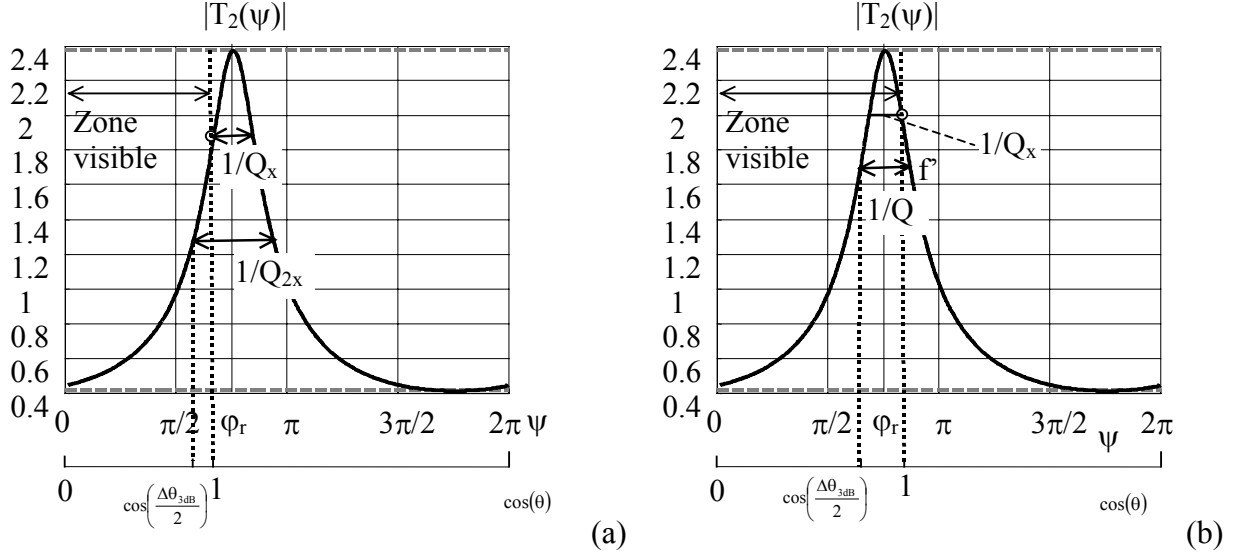 |T₂(ψ)|
2.4
2.2
2
1.8
1.6
1.4
1.2
1
0.8
0.6
0.4
Zone
visible
1/Qₓ
1/Q₂ₓ
0 π/2 φᵣ π 3π/2 2π ψ
0 cos(Δθ3dB/2) 1 cos(θ)
(a)
|T₂(ψ)|
2.4
2.2
2
1.8
1.6
1.4
1.2
1
0.8
0.6
0.4
Zone
visible
1/Qₓ
f'
1/Q
0 π/2 φᵣ π 3π/2 ψ 2π
0 cos(Δθ3dB/2) 1 cos(θ)
(b)